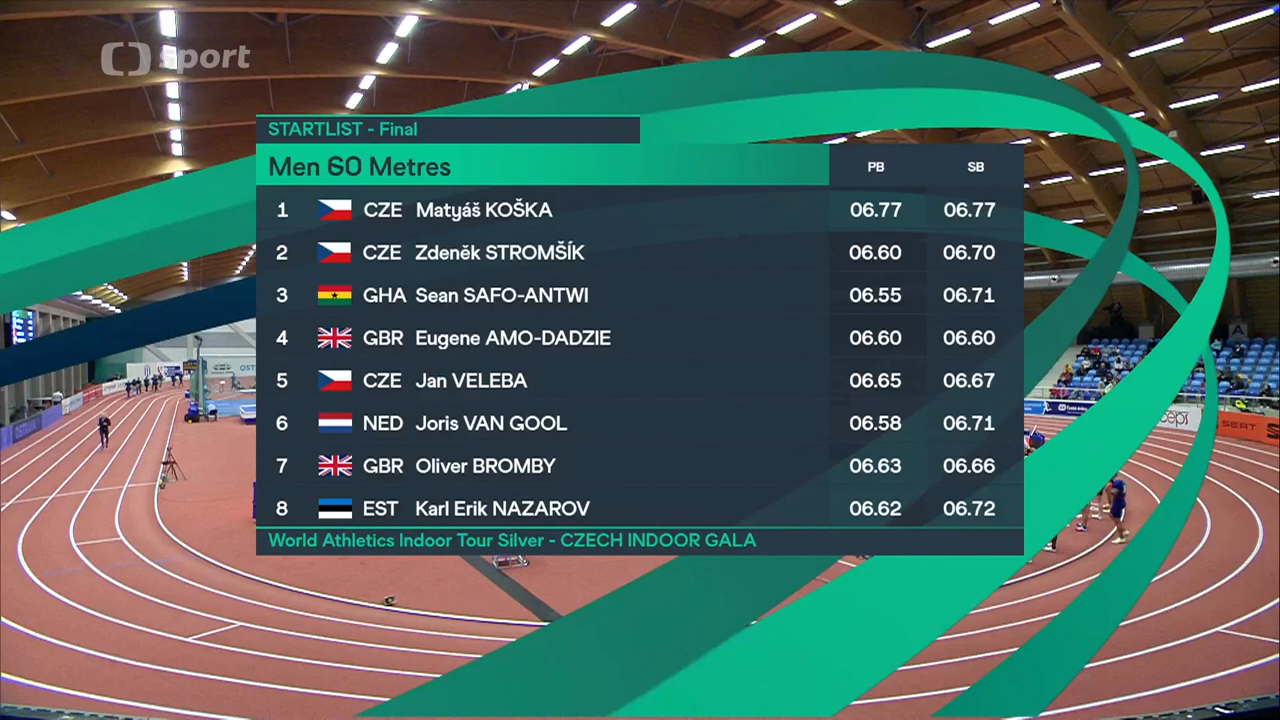 sport
STARTLIST - Final
Men 60 Metres PB SB
1 CZE Matyáš KOŠKA 06.77 06.77
2 CZE Zdeněk STROMŠÍK 06.60 06.70
3 GHA Sean SAFO-ANTWI 06.55 06.71
4 GBR Eugene AMO-DADZIE 06.60 06.60
5 CZE Jan VELEBA 06.65 06.67
6 NED Joris VAN GOOL 06.58 06.71
7 GBR Oliver BROMBY 06.63 06.66
8 EST Karl Erik NAZAROV 06.62 06.72
World Athletics Indoor Tour Silver - CZECH INDOOR GALA
A
SEAT